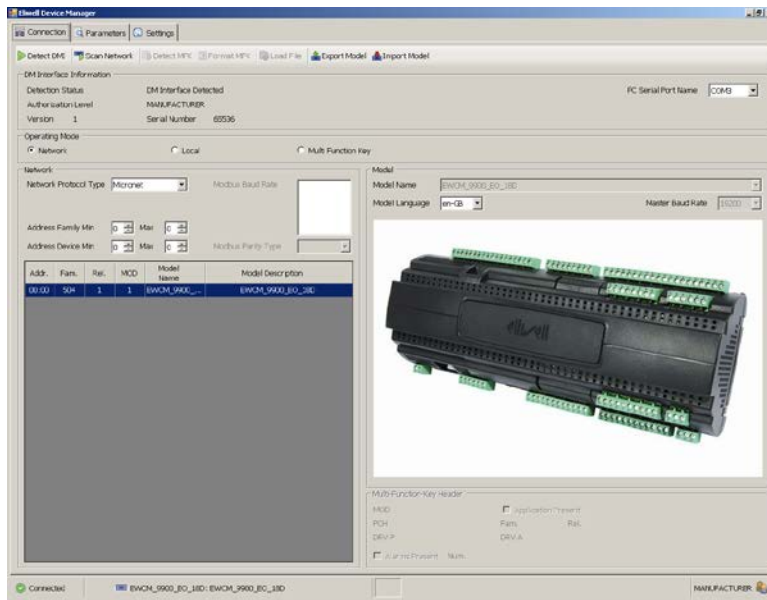 Eliwell Device Manager
Connection Parameters Settings
Detect DMI Scan Network Detect MFK Format MFK Upload File Export Model Import Model
DM Interface Information
Detection Status DM Interface Detected PC Serial Port Name COM3
Authorisation Level MANUFACTURER
Version 1 Serial Number 69536
Operating Mode
Network Local Multi Function Key
Network Model
Network Protocol Type Micronet Modbus Baud Rate Model Name EWCM_9900_EO_18D
Model Language en-GB Master Baud Rate 19200
Address Family Min 0 Max 0
Address Device Min 0 Max 0 Modbus Parity Type
Addr. Fam. Rel. MOD Model Name Model Description
00:00 504 1 1 EWCM_9900_... EWCM_9900_EO_18D
eliwell
Multi-Function-Key Header
MOD Application Present
PCH Fam. Rel.
DRV P DRV A
Alarms Present Num.
Connected EWCM_9900_EO_18D: EWCM_9900_EO_18D MANUFACTURER